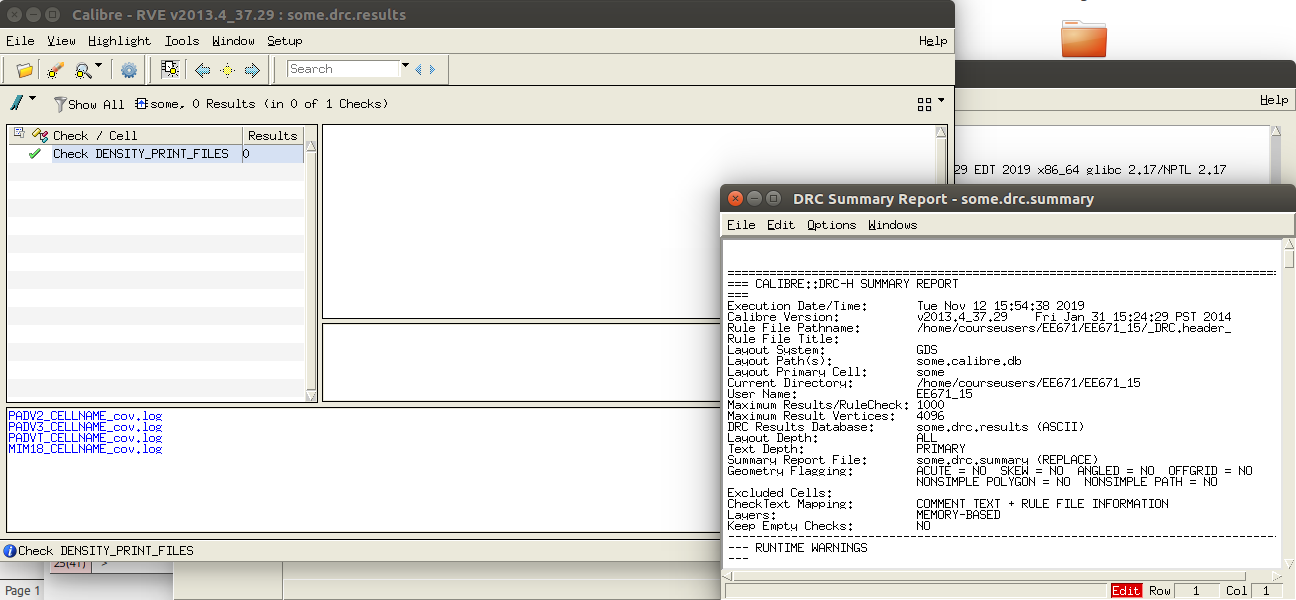 Calibre - RVE v2013.4_37.29 : some.drc.results
File View Highlight Tools Window Setup Help
Search
Show All some, 0 Results (in 0 of 1 Checks)
Check / Cell Results
Check DENSITY_PRINT_FILES 0
PADV2_CELLNAME_cov.log
PADV3_CELLNAME_cov.log
PADVT_CELLNAME_cov.log
MIM18_CELLNAME_cov.log
Check DENSITY_PRINT_FILES
25(41) >
Page 1
Help
29 EDT 2019 x86_64 glibc 2.17/NPTL 2.17
DRC Summary Report - some.drc.summary
File Edit Options Windows
==================================================================================
=== CALIBRE::DRC-H SUMMARY REPORT
===
Execution Date/Time: Tue Nov 12 15:54:38 2019
Calibre Version: v2013.4_37.29 Fri Jan 31 15:24:29 PST 2014
Rule File Pathname: /home/courseusers/EE671/EE671_15/_DRC.header_
Rule File Title:
Layout System: GDS
Layout Path(s): some.calibre.db
Layout Primary Cell: some
Current Directory: /home/courseusers/EE671/EE671_15
User Name: EE671_15
Maximum Results/RuleCheck: 1000
Maximum Result Vertices: 4096
DRC Results Database: some.drc.results (ASCII)
Layout Depth: ALL
Text Depth: PRIMARY
Summary Report File: some.drc.summary (REPLACE)
Geometry Flagging: ACUTE = NO SKEW = NO ANGLED = NO OFFGRID = NO
NONSIMPLE POLYGON = NO NONSIMPLE PATH = NO
Excluded Cells:
CheckText Mapping: COMMENT TEXT + RULE FILE INFORMATION
Layers: MEMORY-BASED
Keep Empty Checks: NO
----------------------------------------------------------------------------------
--- RUNTIME WARNINGS
---
Edit Row 1 Col 1